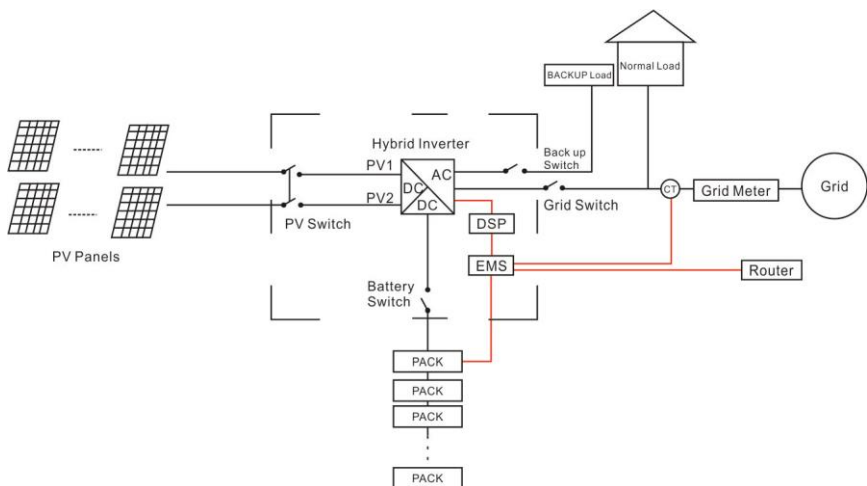 BACKUP Load
Normal Load
Hybrid Inverter
PV1
AC
Back up
Switch
DC
CT
Grid Meter
Grid
PV2
DC
PV Switch
Grid Switch
DSP
PV Panels
EMS
Router
Battery
Switch
PACK
PACK
PACK
PACK